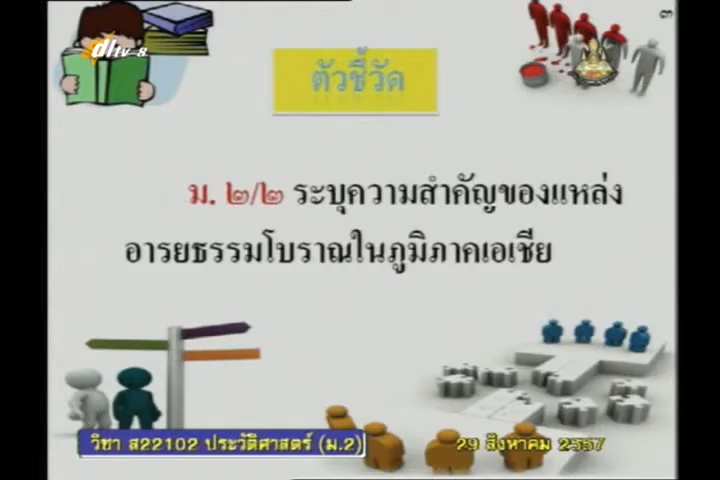 dltv-8
๓
ตัวชี้วัด
ม. ๒/๒ ระบุความสำคัญของแหล่ง
อารยธรรมโบราณในภูมิภาคเอเชีย
วิชา ส22102 ประวัติศาสตร์ (ม.2)
29 สิงหาคม 2557